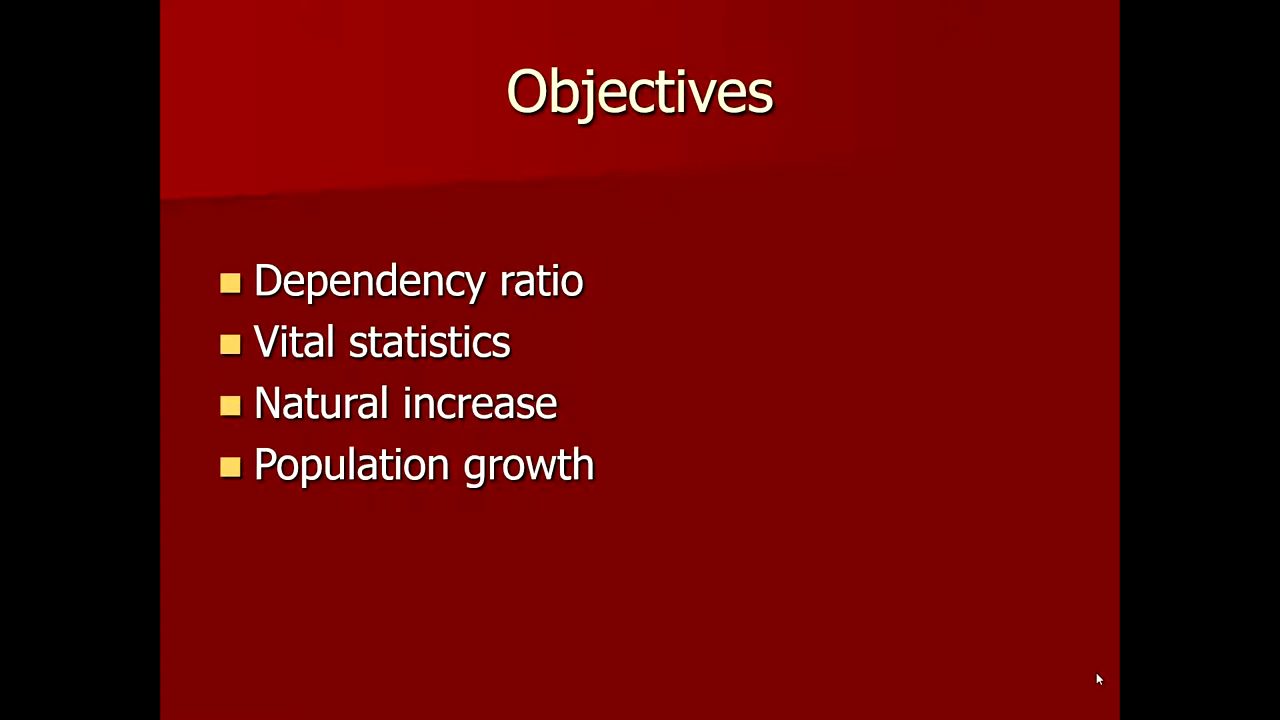 Objectives
Dependency ratio
Vital statistics
Natural increase
Population growth